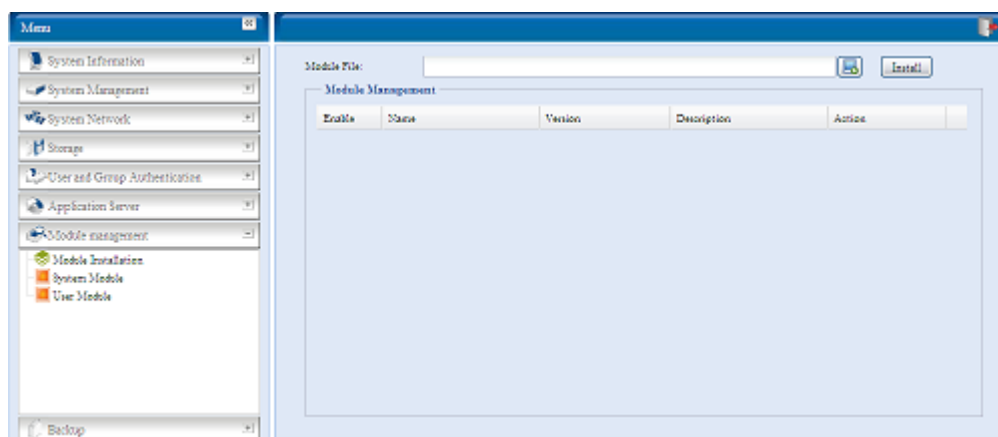 Menu
System Information
System Management
System Network
Storage
User and Group Authentication
Application Server
Module management
Module Installation
System Module
User Module
Backup
Module File:
Install
Module Management
Enable Name Version Description Action